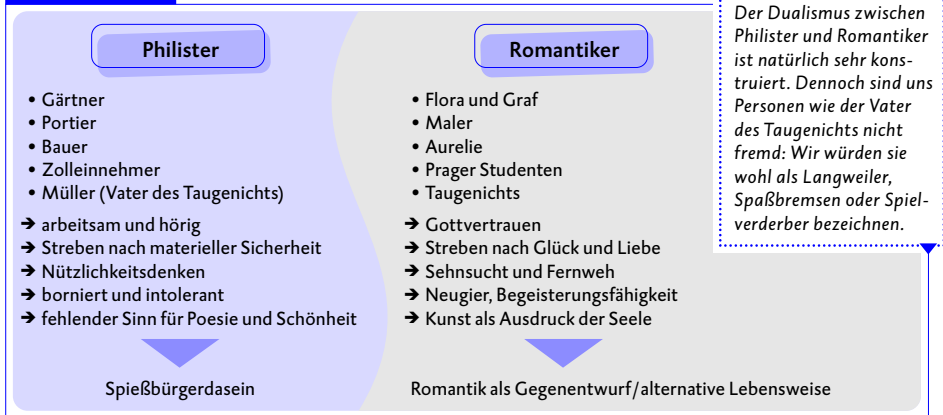 Philister
• Gärtner
• Portier
• Bauer
• Zolleinnehmer
• Müller (Vater des Taugenichts)
➔ arbeitsam und hörig
➔ Streben nach materieller Sicherheit
➔ Nützlichkeitsdenken
➔ borniert und intolerant
➔ fehlender Sinn für Poesie und Schönheit
Spießbürgerdasein
Romantiker
• Flora und Graf
• Maler
• Aurelie
• Prager Studenten
• Taugenichts
➔ Gottvertrauen
➔ Streben nach Glück und Liebe
➔ Sehnsucht und Fernweh
➔ Neugier, Begeisterungsfähigkeit
➔ Kunst als Ausdruck der Seele
Romantik als Gegenentwurf/alternative Lebensweise
Der Dualismus zwischen
Philister und Romantiker
ist natürlich sehr kons-
truiert. Dennoch sind uns
Personen wie der Vater
des Taugenichts nicht
fremd: Wir würden sie
wohl als Langweiler,
Spaßbremsen oder Spiel-
verderber bezeichnen.